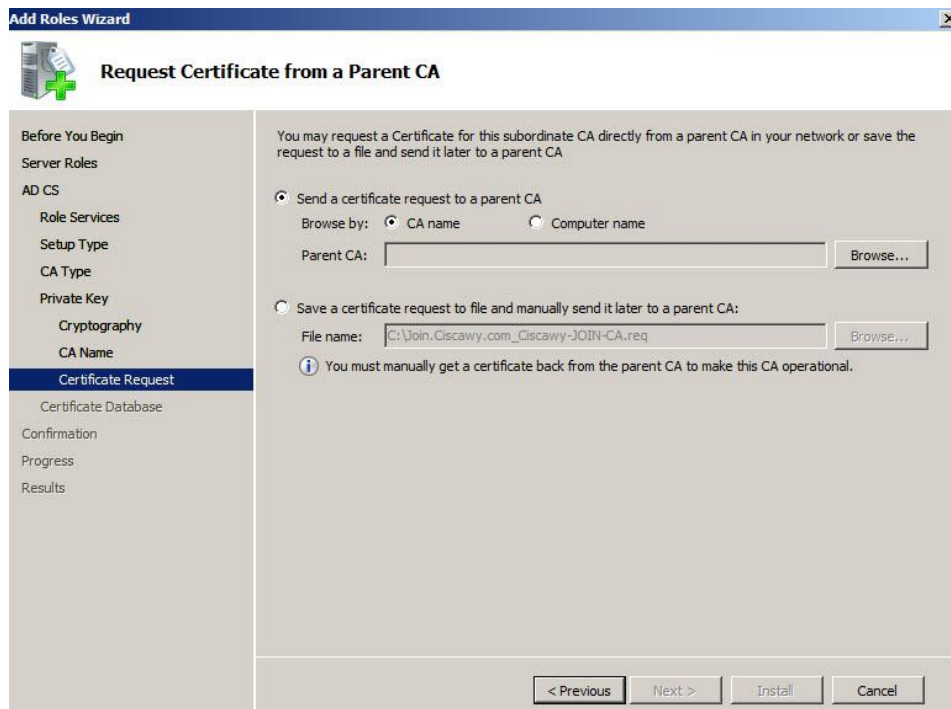 Add Roles Wizard
Request Certificate from a Parent CA
Before You Begin
Server Roles
AD CS
Role Services
Setup Type
CA Type
Private Key
Cryptography
CA Name
Certificate Request
Certificate Database
Confirmation
Progress
Results
You may request a Certificate for this subordinate CA directly from a parent CA in your network or save the
request to a file and send it later to a parent CA
Send a certificate request to a parent CA
Browse by: CA name Computer name
Parent CA: Browse...
Save a certificate request to file and manually send it later to a parent CA:
File name: C:\Join.Ciscawy.com_Ciscawy-JOIN-CA.req Browse...
You must manually get a certificate back from the parent CA to make this CA operational.
< Previous Next > Install Cancel